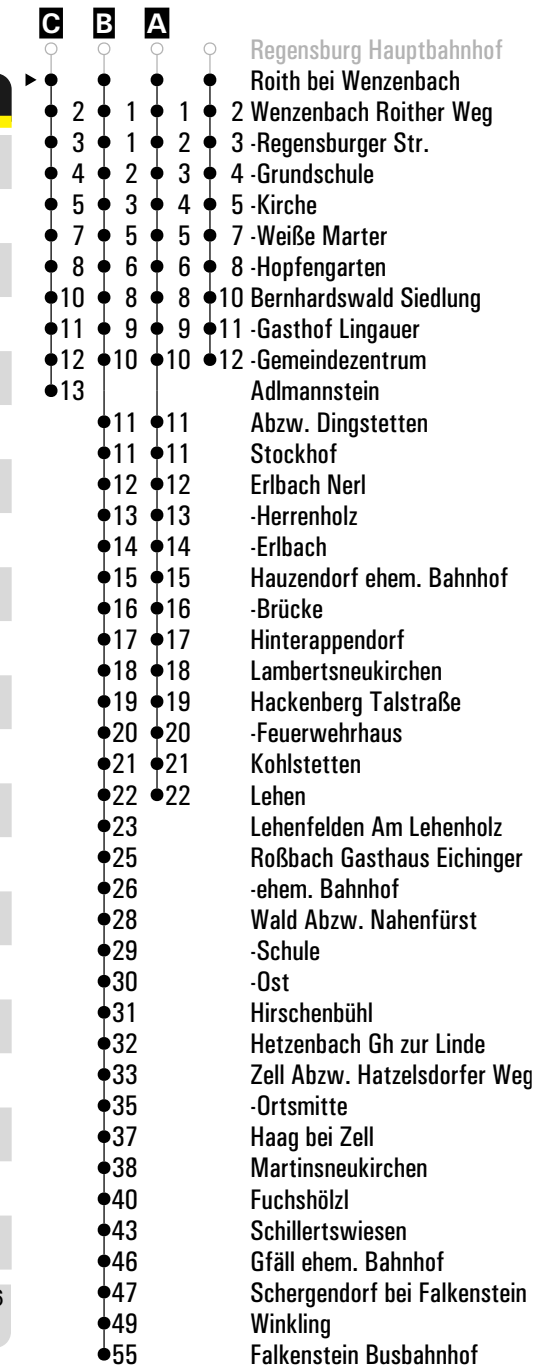 C B A
Regensburg Hauptbahnhof
Roith bei Wenzenbach
2 1 1 2 Wenzenbach Roither Weg
3 1 2 3 -Regensburger Str.
4 2 3 4 -Grundschule
5 3 4 5 -Kirche
7 5 5 7 -Weiße Marter
8 6 6 8 -Hopfengarten
10 8 8 10 Bernhardswald Siedlung
11 9 9 11 -Gasthof Lingauer
12 10 10 12 -Gemeindezentrum
13 Adlmannstein
11 11 Abzw. Dingstetten
11 11 Stockhof
12 12 Erlbach Nerl
13 13 -Herrenholz
14 14 -Erlbach
15 15 Hauzendorf ehem. Bahnhof
16 16 -Brücke
17 17 Hinterappendorf
18 18 Lambertsneukirchen
19 19 Hackenberg Talstraße
20 20 -Feuerwehrhaus
21 21 Kohlstetten
22 22 Lehen
23 Lehenfelden Am Lehenholz
25 Roßbach Gasthaus Eichinger
26 -ehem. Bahnhof
28 Wald Abzw. Nahenfürst
29 -Schule
30 -Ost
31 Hirschenbühl
32 Hetzenbach Gh zur Linde
33 Zell Abzw. Hatzelsdorfer Weg
35 -Ortsmitte
37 Haag bei Zell
38 Martinsneukirchen
40 Fuchshölzl
43 Schillertswiesen
46 Gfäll ehem. Bahnhof
47 Schergendorf bei Falkenstein
49 Winkling
55 Falkenstein Busbahnhof